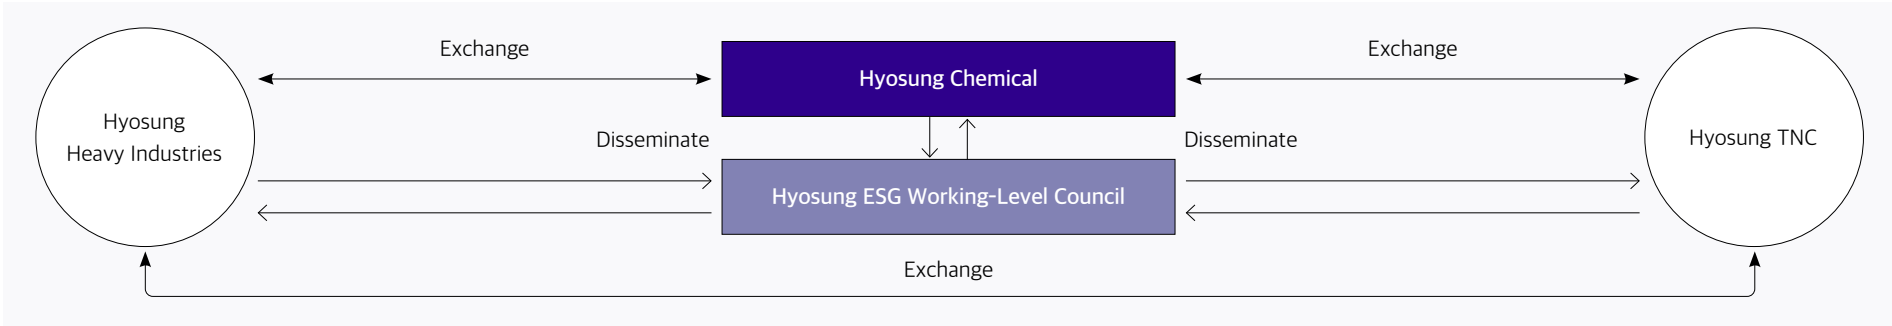 Exchange
Hyosung Chemical
Exchange
Hyosung
Heavy Industries
Disseminate
Disseminate
Hyosung TNC
Hyosung ESG Working-Level Council
Exchange